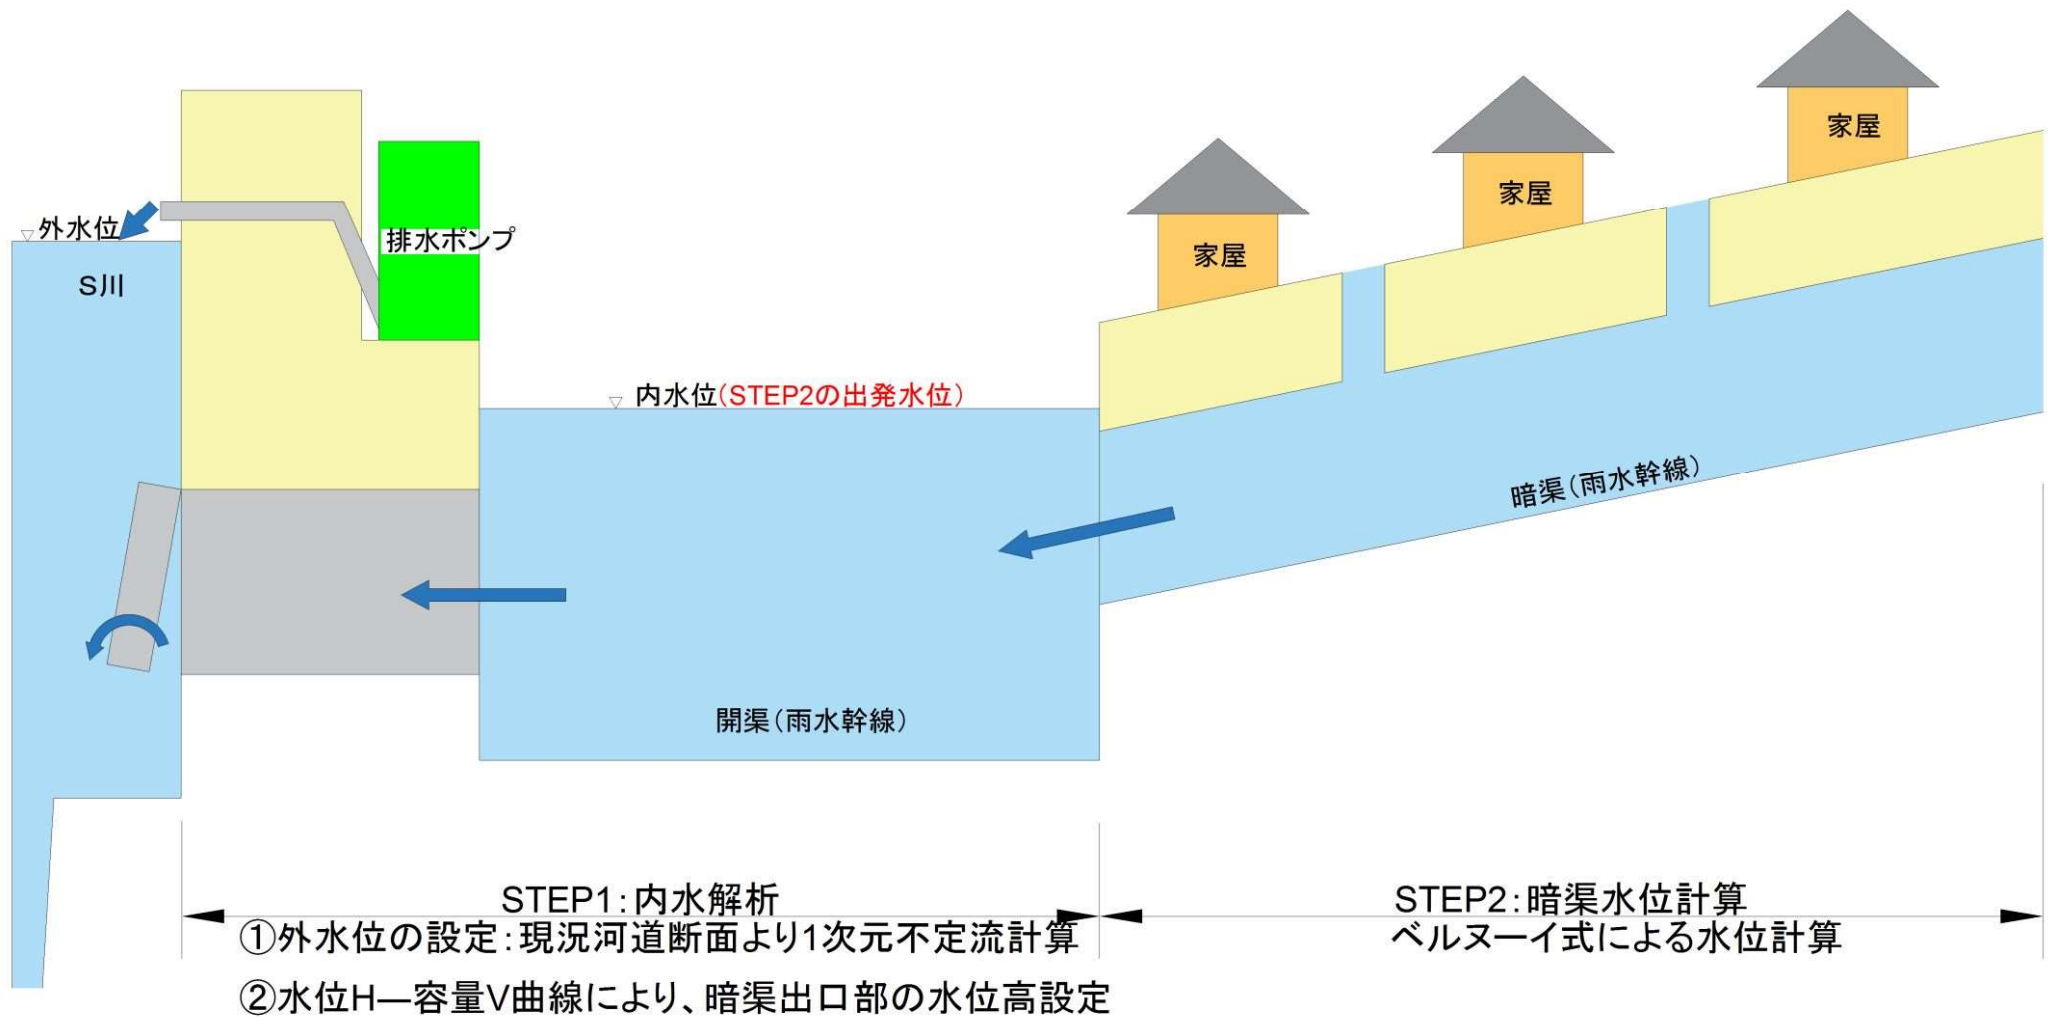 家屋
家屋
家屋
外水位
排水ポンプ
S川
内水位(STEP2の出発水位)
暗渠(雨水幹線)
開渠(雨水幹線)
STEP1:内水解析
①外水位の設定:現況河道断面より1次元不定流計算
②水位H―容量V曲線により、暗渠出口部の水位高設定
STEP2:暗渠水位計算
ベルヌーイ式による水位計算